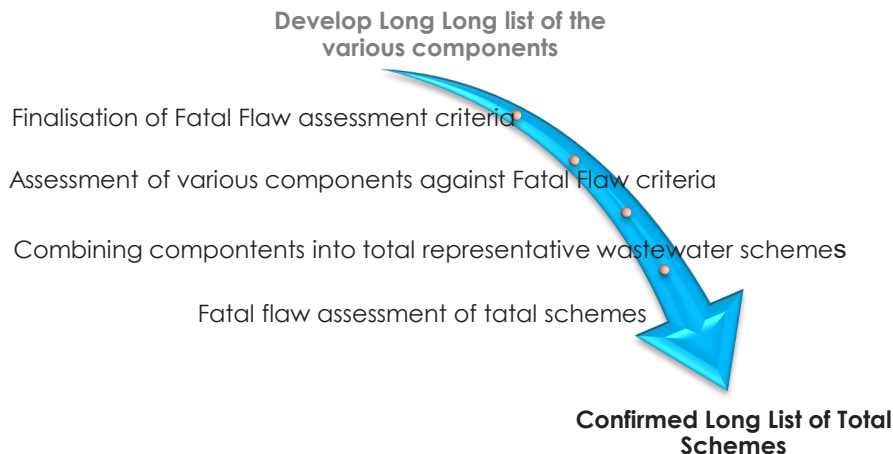 Develop Long Long list of the
various components
Finalisation of Fatal Flaw assessment criteria
Assessment of various components against Fatal Flaw criteria
Combining compontents into total representative wastewater schemes
Fatal flaw assessment of tatal schemes
Confirmed Long List of Total
Schemes